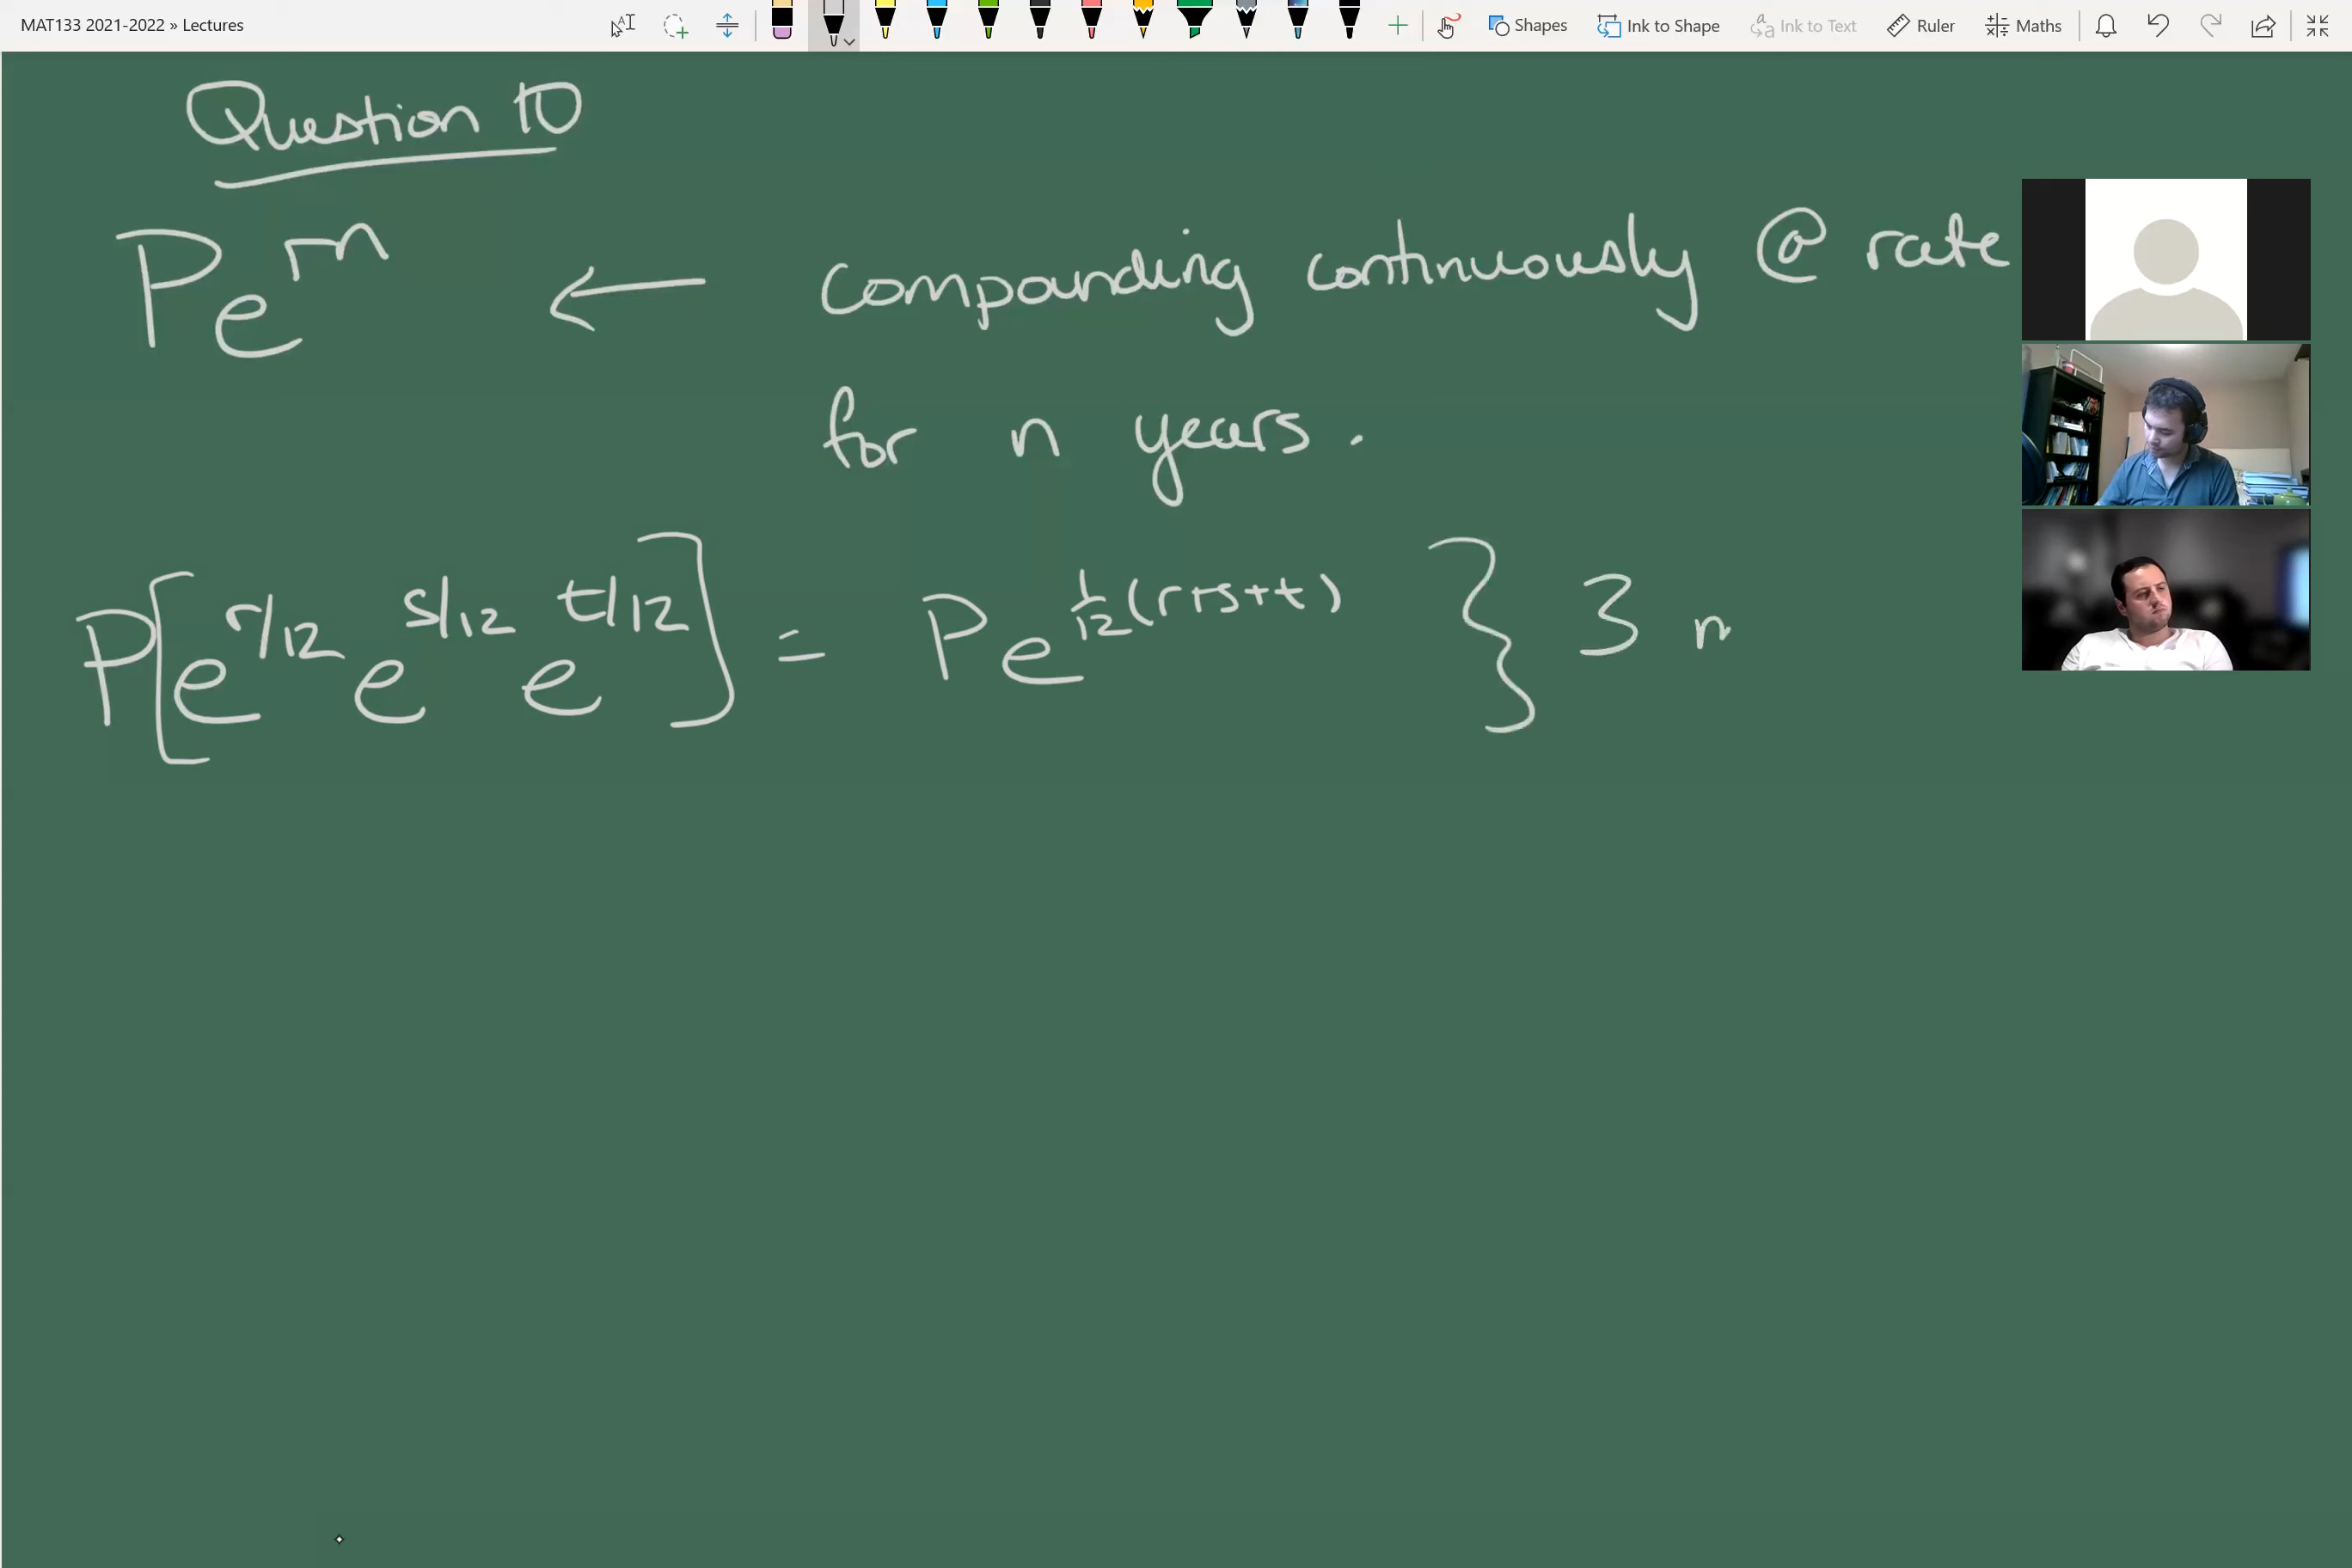 MAT133 2021-2022 » Lectures
Shapes Ink to Shape Ink to Text Ruler Maths
Question 10
Pe^{rn} ← compounding continuously @ rate
for n years.
P[e^{r/12} e^{s/12} e^{t/12}] = Pe^{\frac{1}{12}(r+s+t)} } 3 n